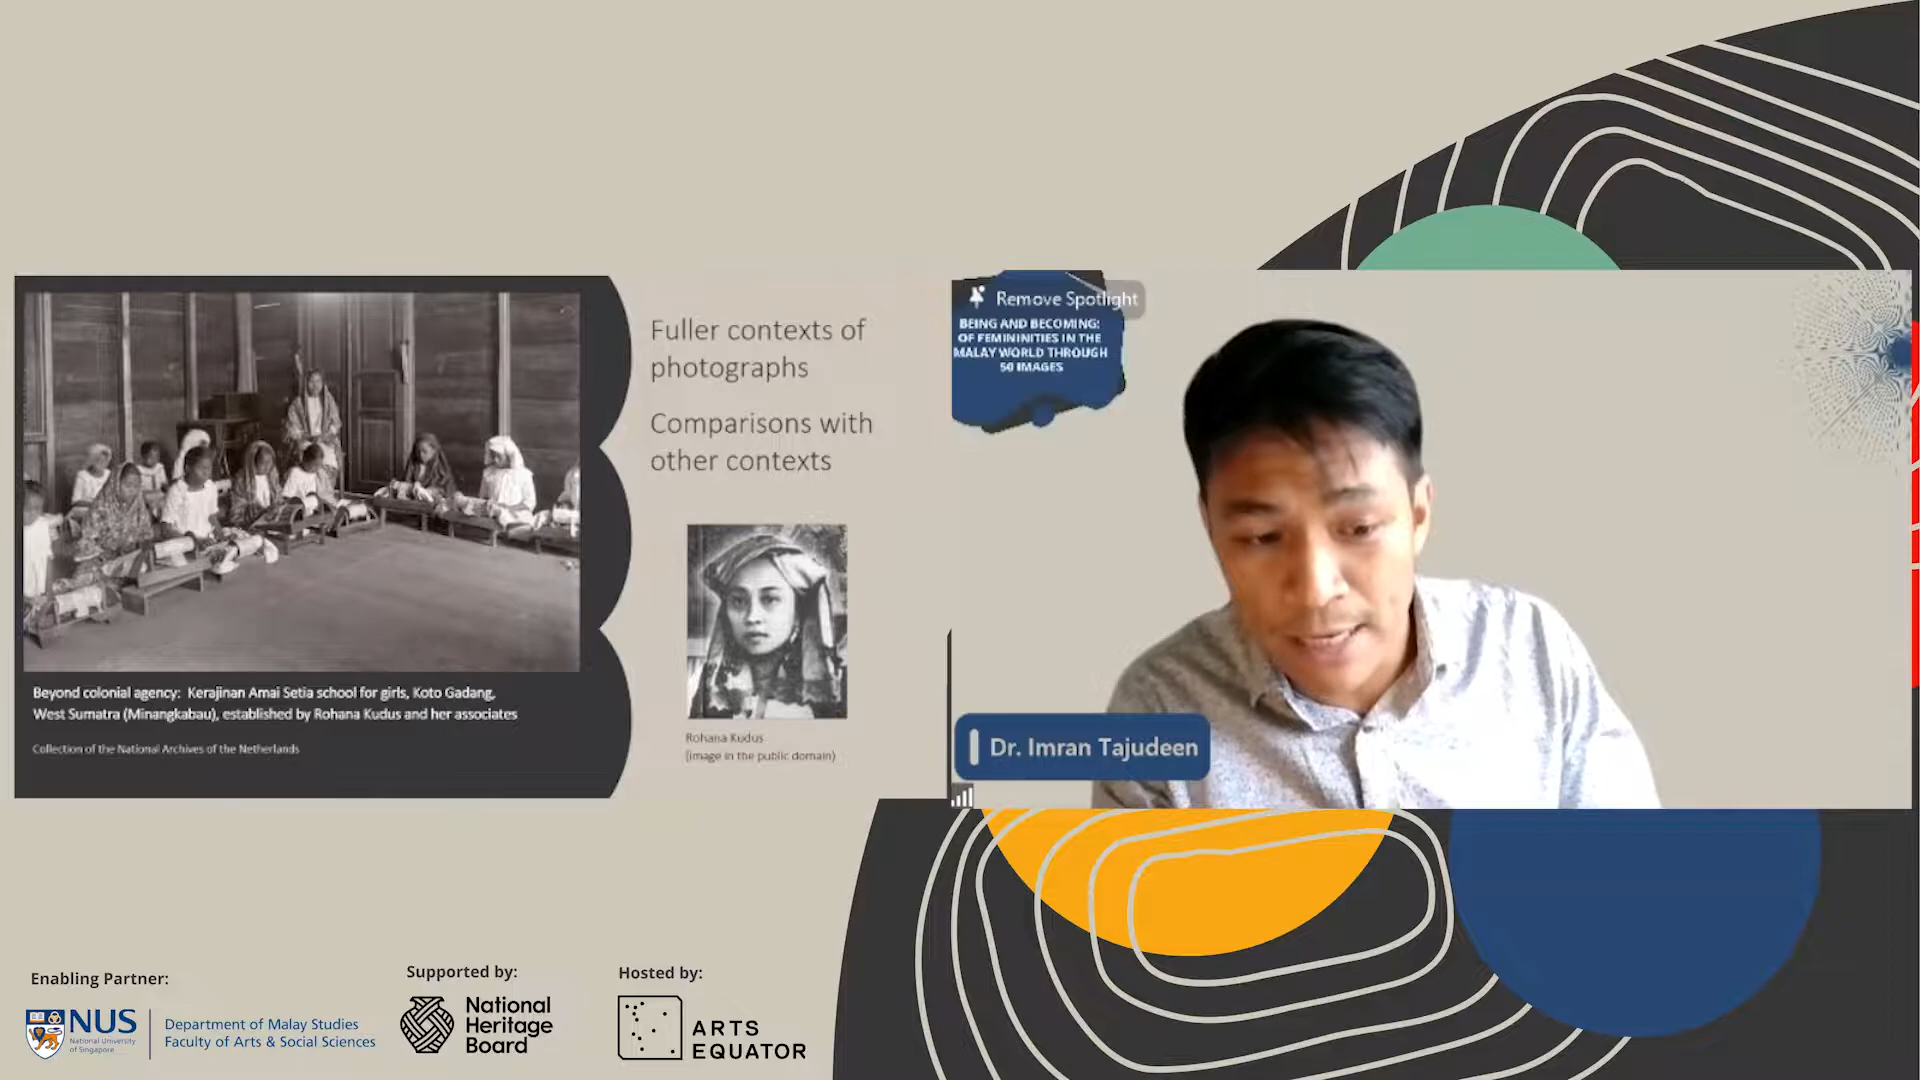 Fuller contexts of
photographs
Comparisons with
other contexts
Beyond colonial agency: Kerajinan Amai Setia school for girls, Koto Gadang,
West Sumatra (Minangkabau), established by Rohana Kudus and her associates
Collection of the National Archives of the Netherlands
Rohana Kudus
(image in the public domain)
Remove Spotlight
BEING AND BECOMING:
OF FEMININITIES IN THE
MALAY WORLD THROUGH
50 IMAGES
Dr. Imran Tajudeen
Enabling Partner:
NUS
National University
of Singapore
Department of Malay Studies
Faculty of Arts & Social Sciences
Supported by:
National
Heritage
Board
Hosted by:
ARTS
EQUATOR